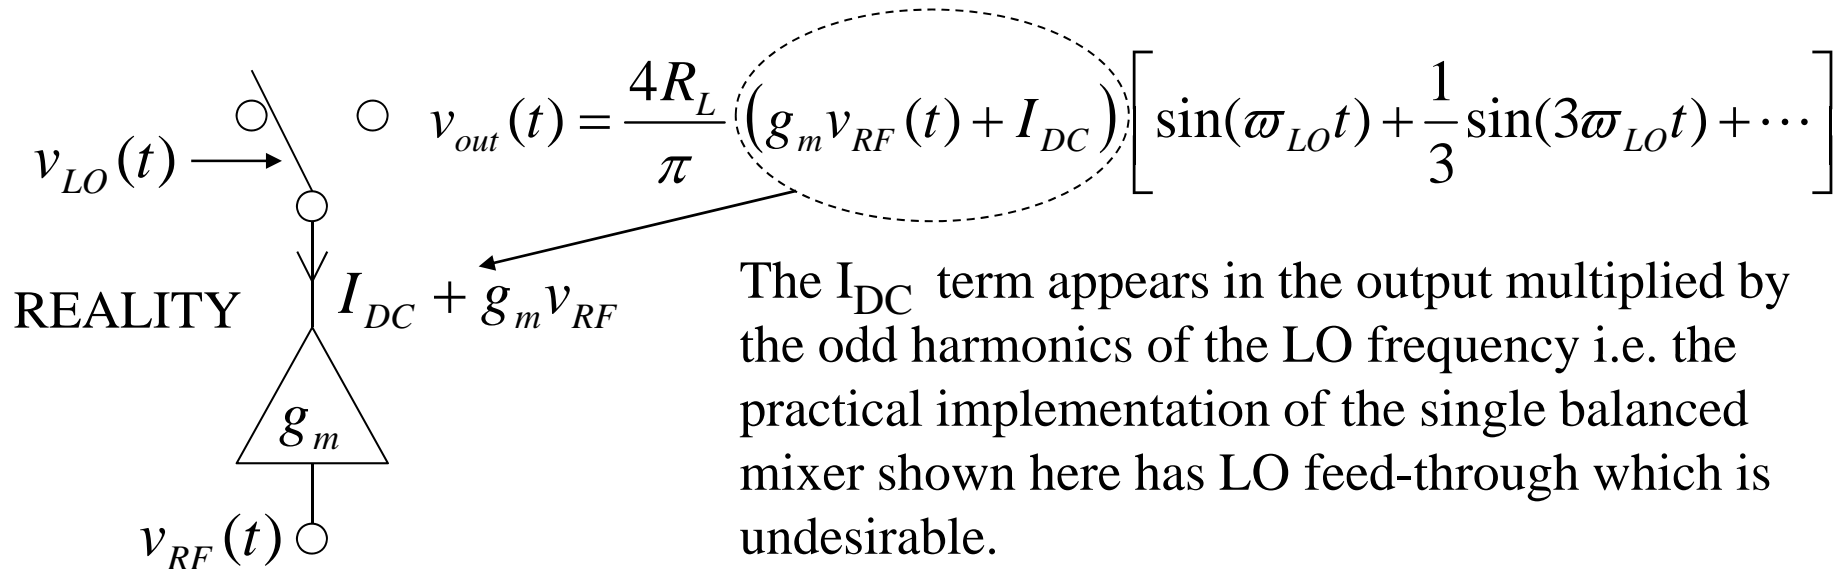 v_out(t) = 4R_L/π (g_m v_RF(t) + I_DC) [sin(ϖ_LO t) + 1/3 sin(3ϖ_LO t) + ⋯]
v_LO(t)
REALITY
I_DC + g_m v_RF
g_m
v_RF(t)
The I_DC term appears in the output multiplied by
the odd harmonics of the LO frequency i.e. the
practical implementation of the single balanced
mixer shown here has LO feed-through which is
undesirable.